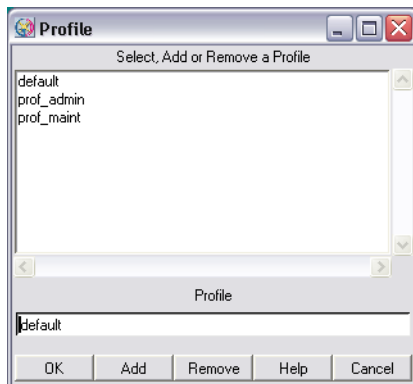 Profile
Select, Add or Remove a Profile
default
prof_admin
prof_maint
Profile
default
OK Add Remove Help Cancel